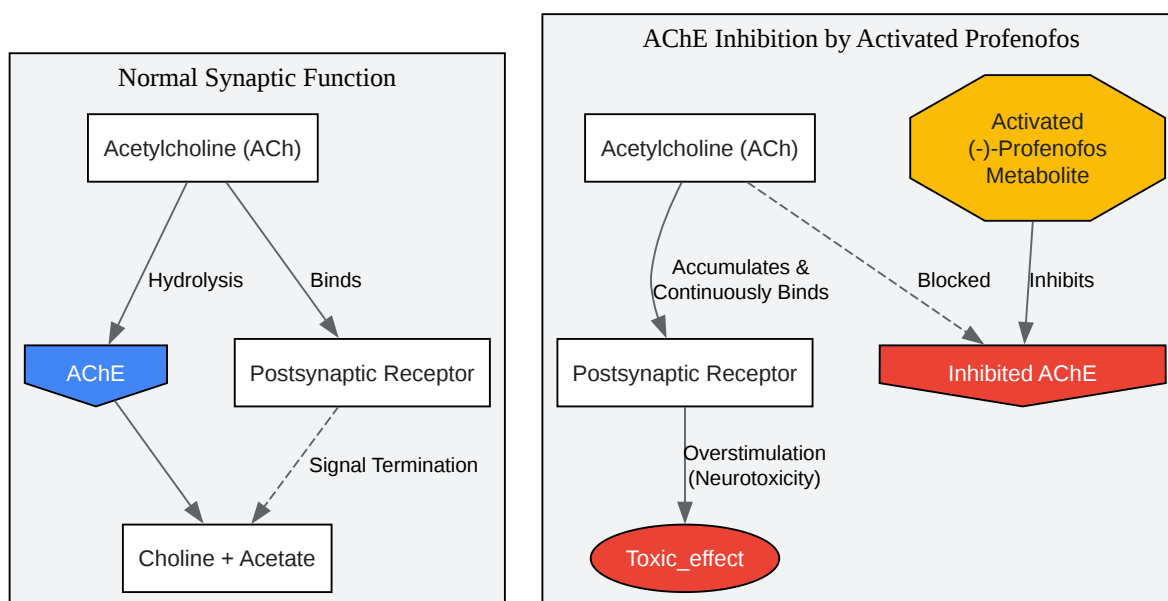 Normal Synaptic Function
Acetylcholine (ACh)
Hydrolysis
Binds
AChE
Postsynaptic Receptor
Signal Termination
Choline + Acetate
AChE Inhibition by Activated Profenofos
Acetylcholine (ACh)
Activated
(-)-Profenofos
Metabolite
Accumulates &
Continuously Binds
Blocked
Inhibits
Postsynaptic Receptor
Inhibited AChE
Overstimulation
(Neurotoxicity)
Toxic_effect